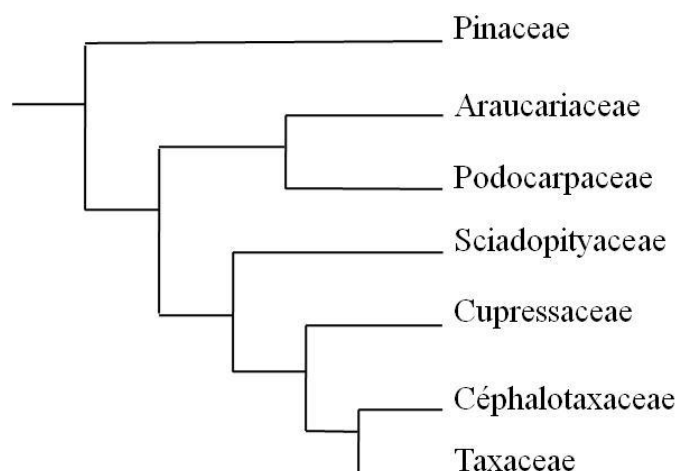 Pinaceae
Araucariaceae
Podocarpaceae
Sciadopityaceae
Cupressaceae
Céphalotaxaceae
Taxaceae